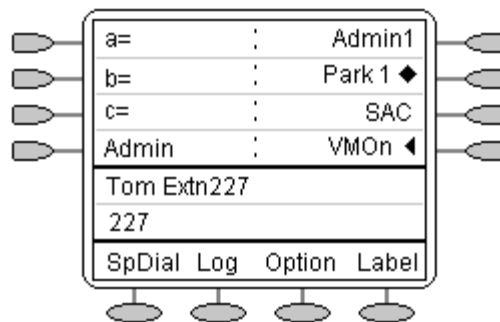 a= : Admin1
b= : Park 1 ◆
c= : SAC
Admin : VMOn ◀
Tom Extn227
227
SpDial Log Option Label